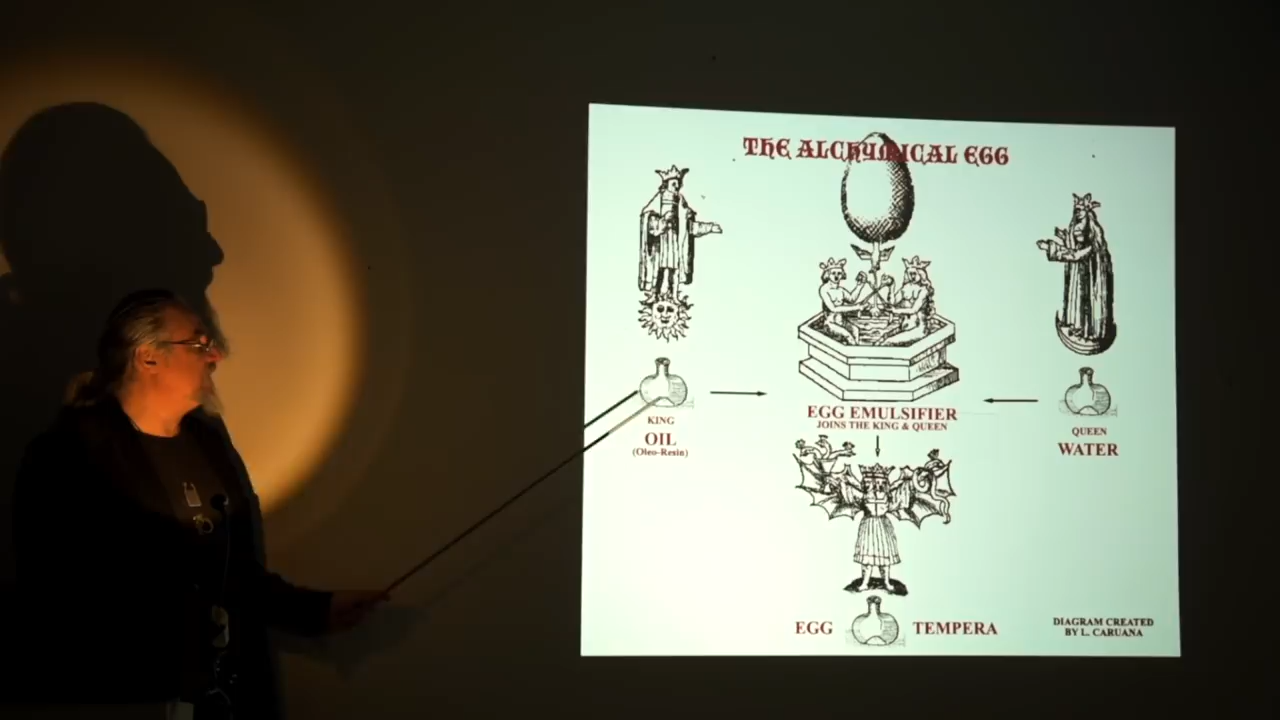 THE ALCHYMICAL EGG
KING
OIL
(Oleo-Resin)
EGG EMULSIFIER
JOINS THE KING & QUEEN
QUEEN
WATER
EGG TEMPERA
DIAGRAM CREATED
BY L. CARUANA